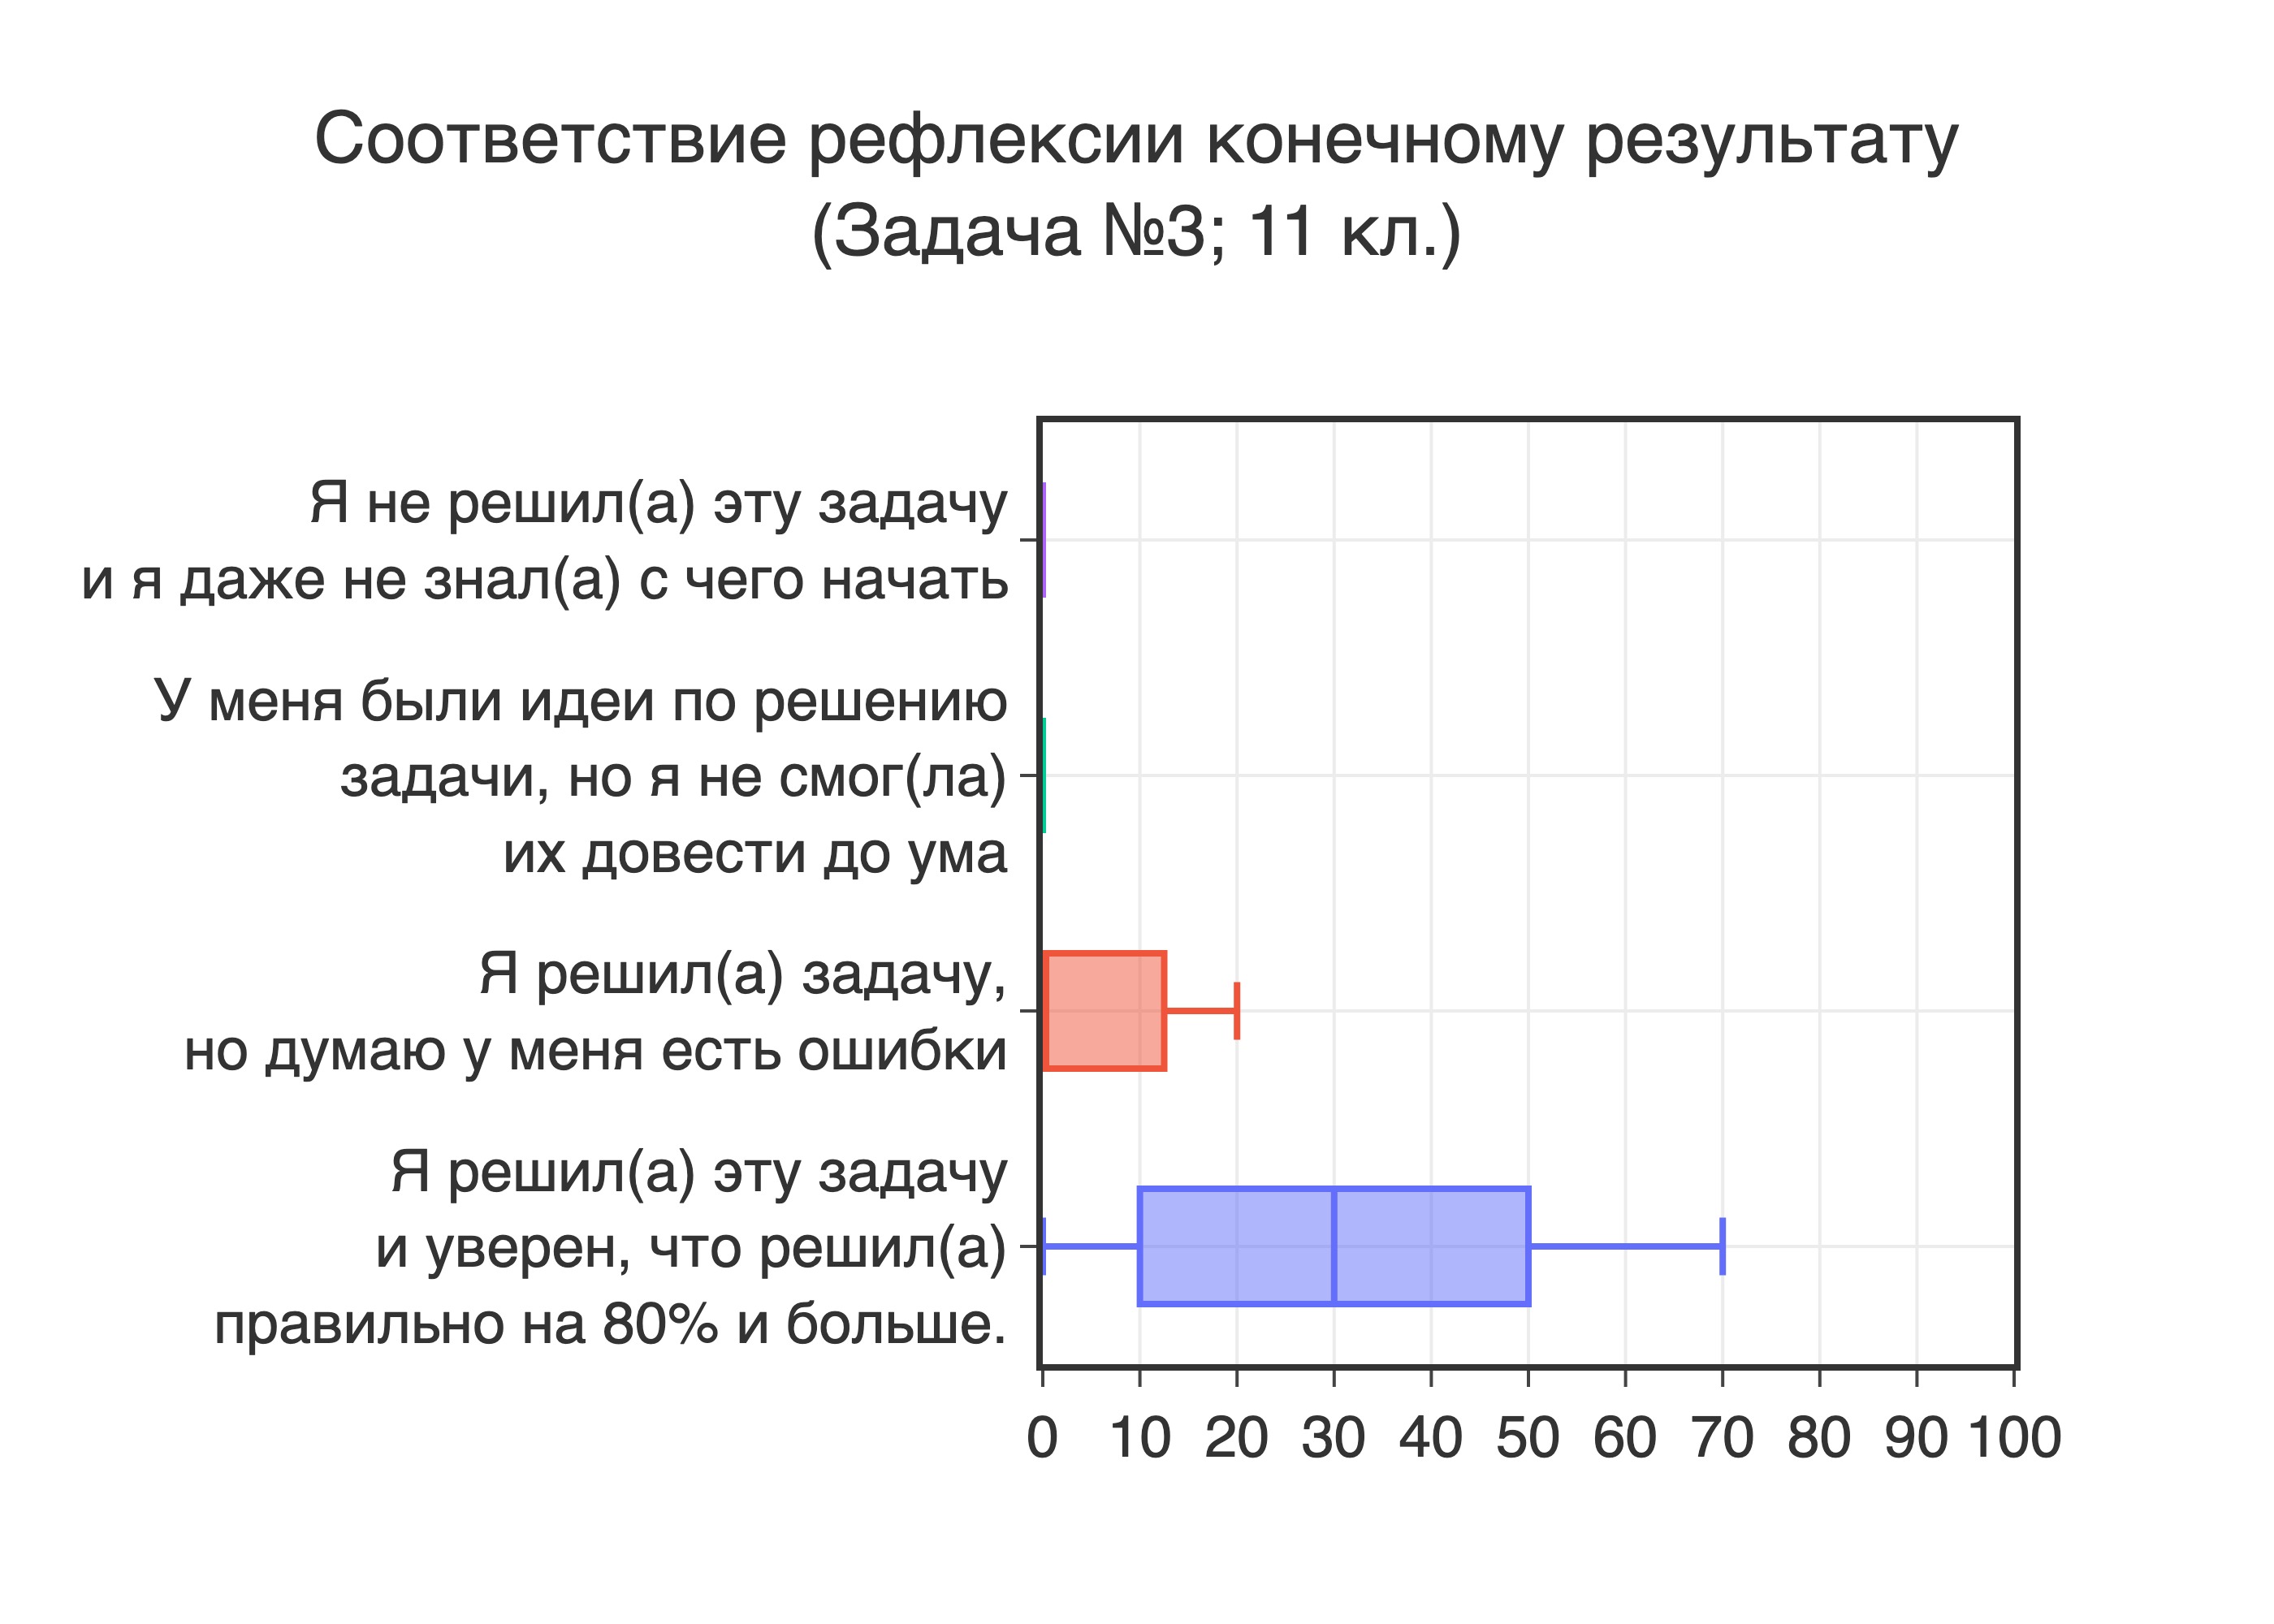 Соответствие рефлексии конечному результату
(Задача №3; 11 кл.)
Я не решил(а) эту задачу
и я даже не знал(а) с чего начать
У меня были идеи по решению
задачи, но я не смог(ла)
их довести до ума
Я решил(а) задачу,
но думаю у меня есть ошибки
Я решил(а) эту задачу
и уверен, что решил(а)
правильно на 80% и больше.
0 10 20 30 40 50 60 70 80 90 100